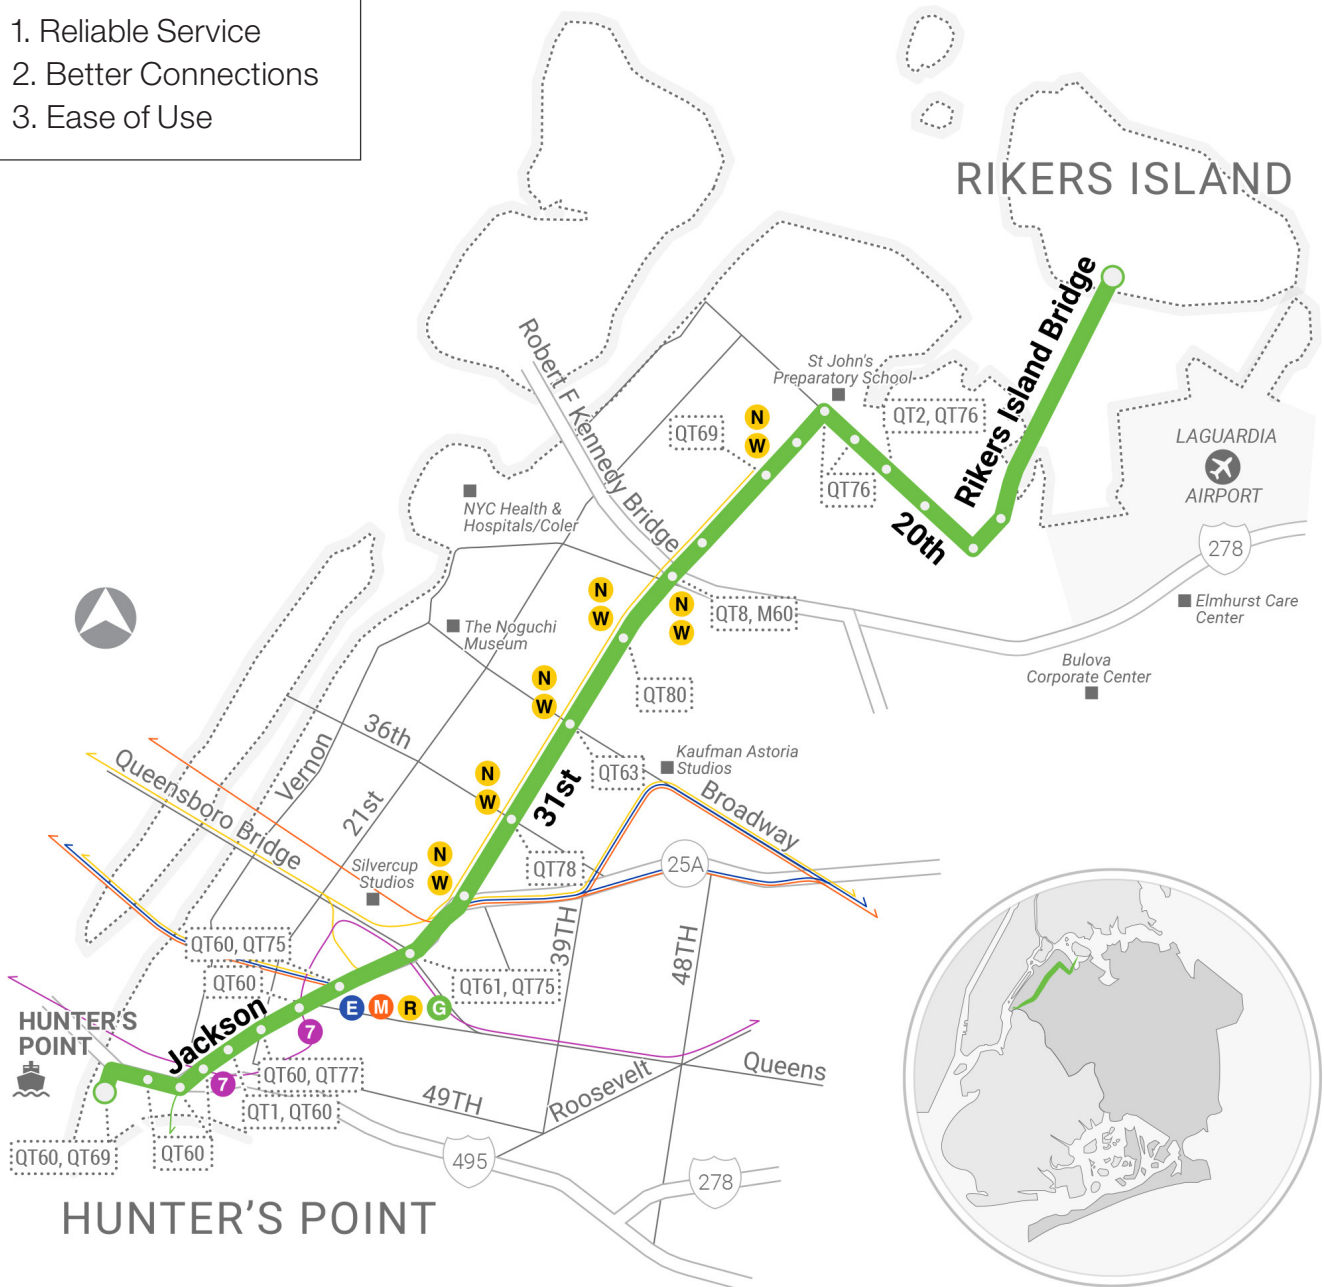 1. Reliable Service
2. Better Connections
3. Ease of Use
RIKERS ISLAND
Rikers Island Bridge
Robert F Kennedy Bridge
St John's
Preparatory School
N
W
QT69
QT2, QT76
QT76
LAGUARDIA
AIRPORT
20th
278
NYC Health &
Hospitals/Coler
N
W
N
W
QT8, M60
Elmhurst Care
Center
The Noguchi
Museum
Bulova
Corporate Center
N
W
QT80
36th
Vernon
Queensboro Bridge
21st
N
W
31st
QT63
Kaufman Astoria
Studios
Broadway
N
W
Silvercup
Studios
QT78
25A
39TH
48TH
QT60, QT75
QT60
QT61, QT75
E
M
R
G
7
Jackson
HUNTER'S
POINT
7
QT60, QT77
QT1, QT60
49TH
Roosevelt
Queens
QT60, QT69
QT60
495
278
HUNTER'S POINT